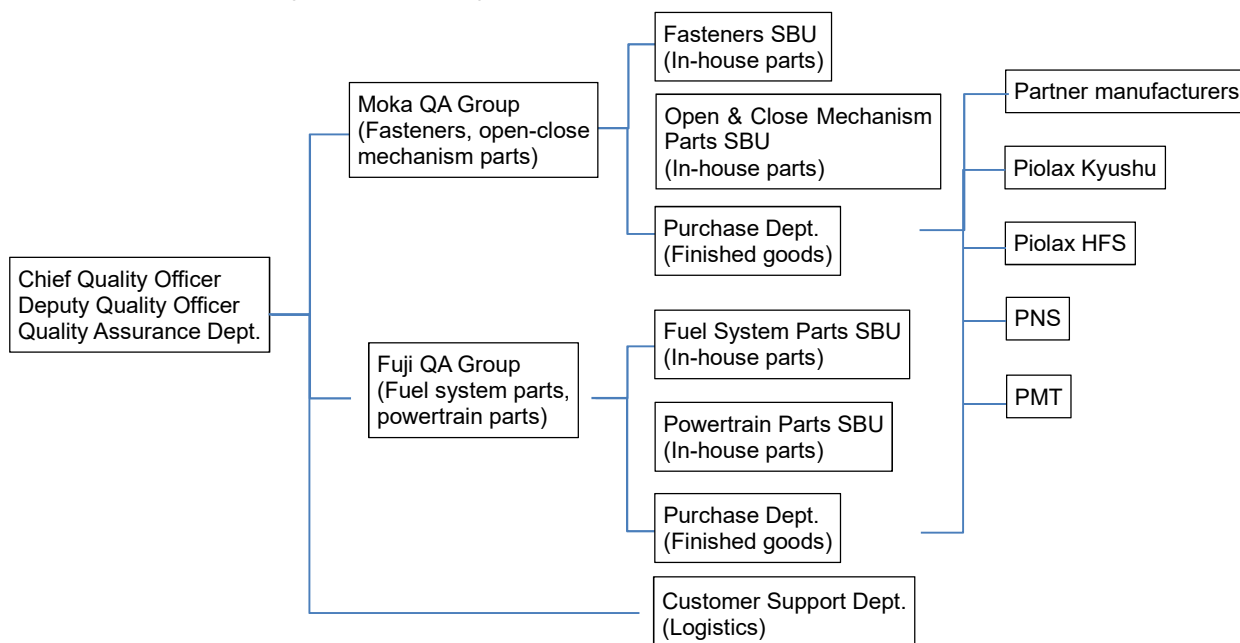 Chief Quality Officer
Deputy Quality Officer
Quality Assurance Dept.
Moka QA Group
(Fasteners, open-close
mechanism parts)
Fuji QA Group
(Fuel system parts,
powertrain parts)
Fasteners SBU
(In-house parts)
Open & Close Mechanism
Parts SBU
(In-house parts)
Purchase Dept.
(Finished goods)
Fuel System Parts SBU
(In-house parts)
Powertrain Parts SBU
(In-house parts)
Purchase Dept.
(Finished goods)
Customer Support Dept.
(Logistics)
Partner manufacturers
Piolax Kyushu
Piolax HFS
PNS
PMT